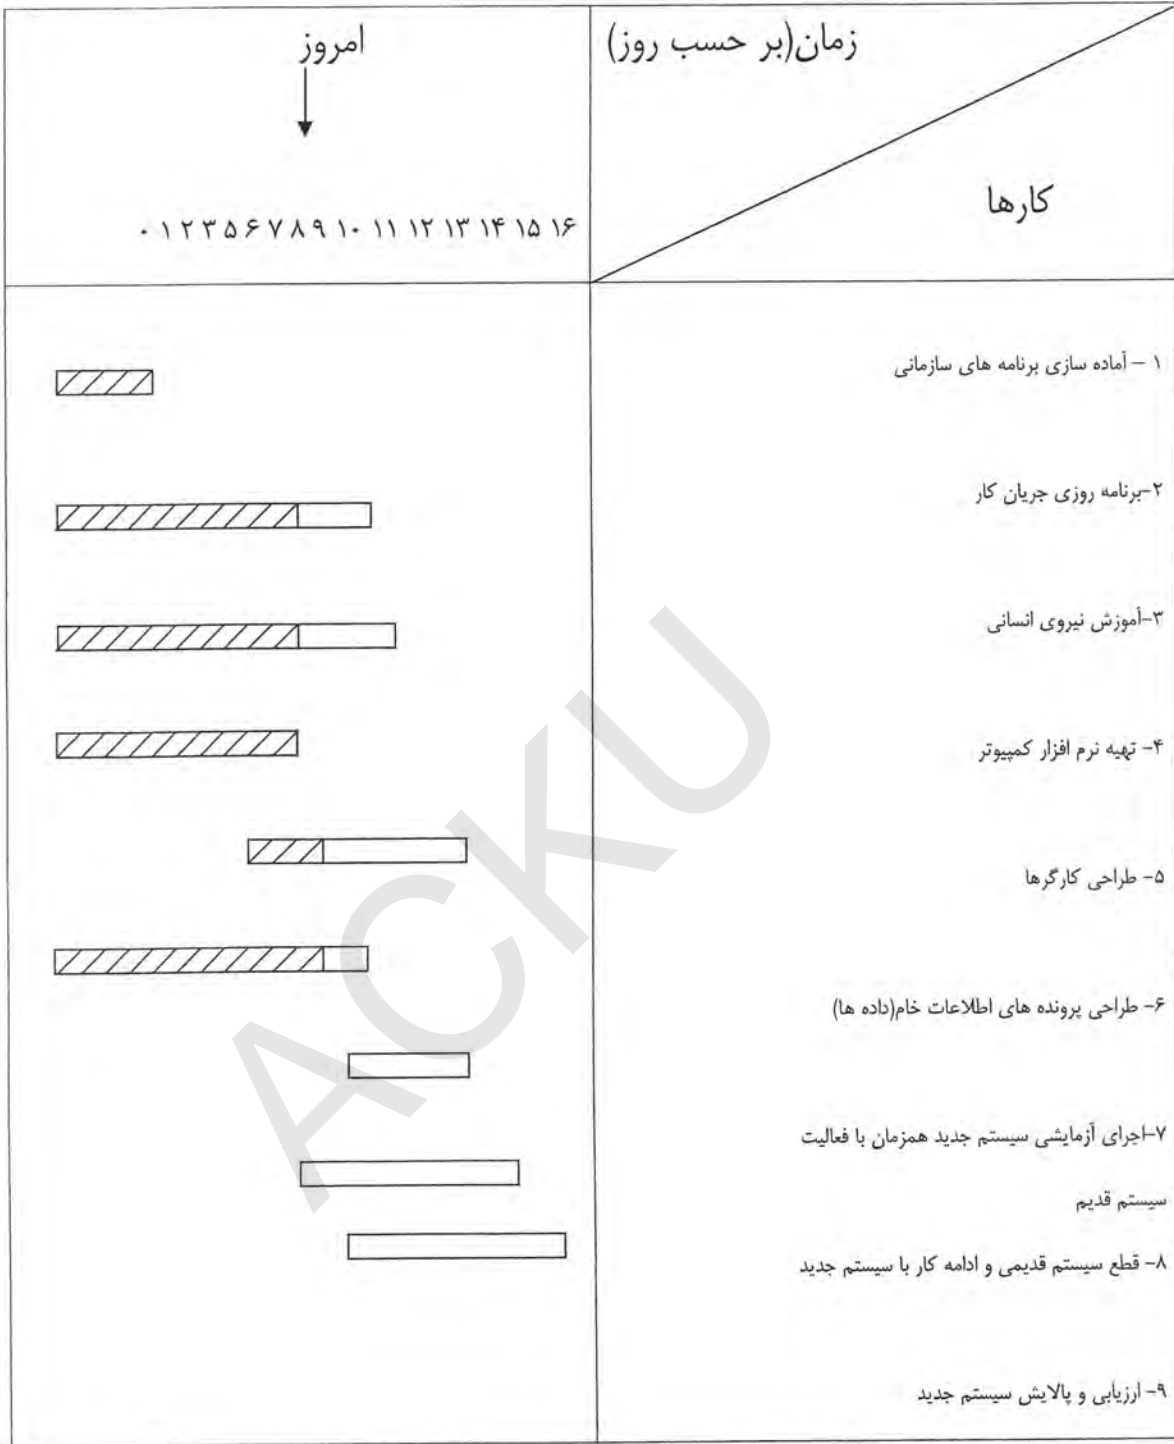 زمان(بر حسب روز)
کارها
امروز
۰ ۱ ۲ ۳ ۵ ۶ ۷ ۸ ۹ ۱۰ ۱۱ ۱۲ ۱۳ ۱۴ ۱۵ ۱۶
۱ – آماده سازی برنامه های سازمانی
۲-برنامه روزی جریان کار
۳-آموزش نیروی انسانی
۴- تهیه نرم افزار کمپیوتر
۵- طراحی کارگرها
۶- طراحی پرونده های اطلاعات خام(داده ها)
۷-اجرای آزمایشی سیستم جدید همزمان با فعالیت
سیستم قدیم
۸- قطع سیستم قدیمی و ادامه کار با سیستم جدید
۹- ارزیابی و پالایش سیستم جدید
ACKU